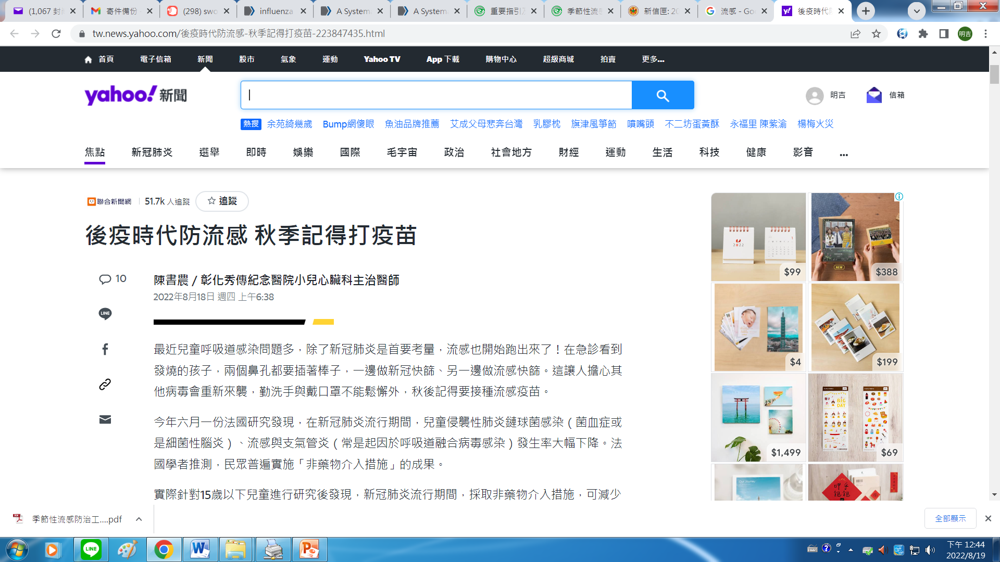 (1,067 封
寄件備份
(298) swo
influenza
A System
A System
重要指引
季節性流
新信匣: 20
流感 - Go
後疫時代
tw.news.yahoo.com/後疫時代防流感-秋季記得打疫苗-223847435.html
明吉
首頁 電子信箱 新聞 股市 氣象 運動 Yahoo TV App 下載 購物中心 超級商城 拍賣 更多...
yahoo!新聞
明吉 信箱
熱搜 余苑綺幾歲 Bump網傻眼 魚油品牌推薦 艾成父母悲奔台灣 乳膠枕 旗津風箏節 噴嘴頭 不二坊蛋黃酥 永福里 陳紫渝 楊梅火災
焦點 新冠肺炎 選舉 即時 娛樂 國際 毛宇宙 政治 社會地方 財經 運動 生活 科技 健康 影音 ...
聯合新聞網 51.7k 人追蹤 追蹤
後疫時代防流感 秋季記得打疫苗
10
陳書農 / 彰化秀傳紀念醫院小兒心臟科主治醫師
2022年8月18日 週四 上午6:38
LINE
最近兒童呼吸道感染問題多，除了新冠肺炎是首要考量，流感也開始跑出來了！在急診看到
發燒的孩子，兩個鼻孔都要插著棒子，一邊做新冠快篩、另一邊做流感快篩。這讓人擔心其
他病毒會重新來襲，勤洗手與戴口罩不能鬆懈外，秋後記得要接種流感疫苗。
今年六月一份法國研究發現，在新冠肺炎流行期間，兒童侵襲性肺炎鏈球菌感染（菌血症或
是細菌性腦炎）、流感與支氣管炎（常是起因於呼吸道融合病毒感染）發生率大幅下降。法
國學者推測，民眾普遍實施「非藥物介入措施」的成果。
實際針對15歲以下兒童進行研究後發現，新冠肺炎流行期間，採取非藥物介入措施，可減少
$99
$388
$4
$199
$1,499
$69
季節性流感防治工....pdf
全部顯示
LINE
下午 12:44
2022/8/19